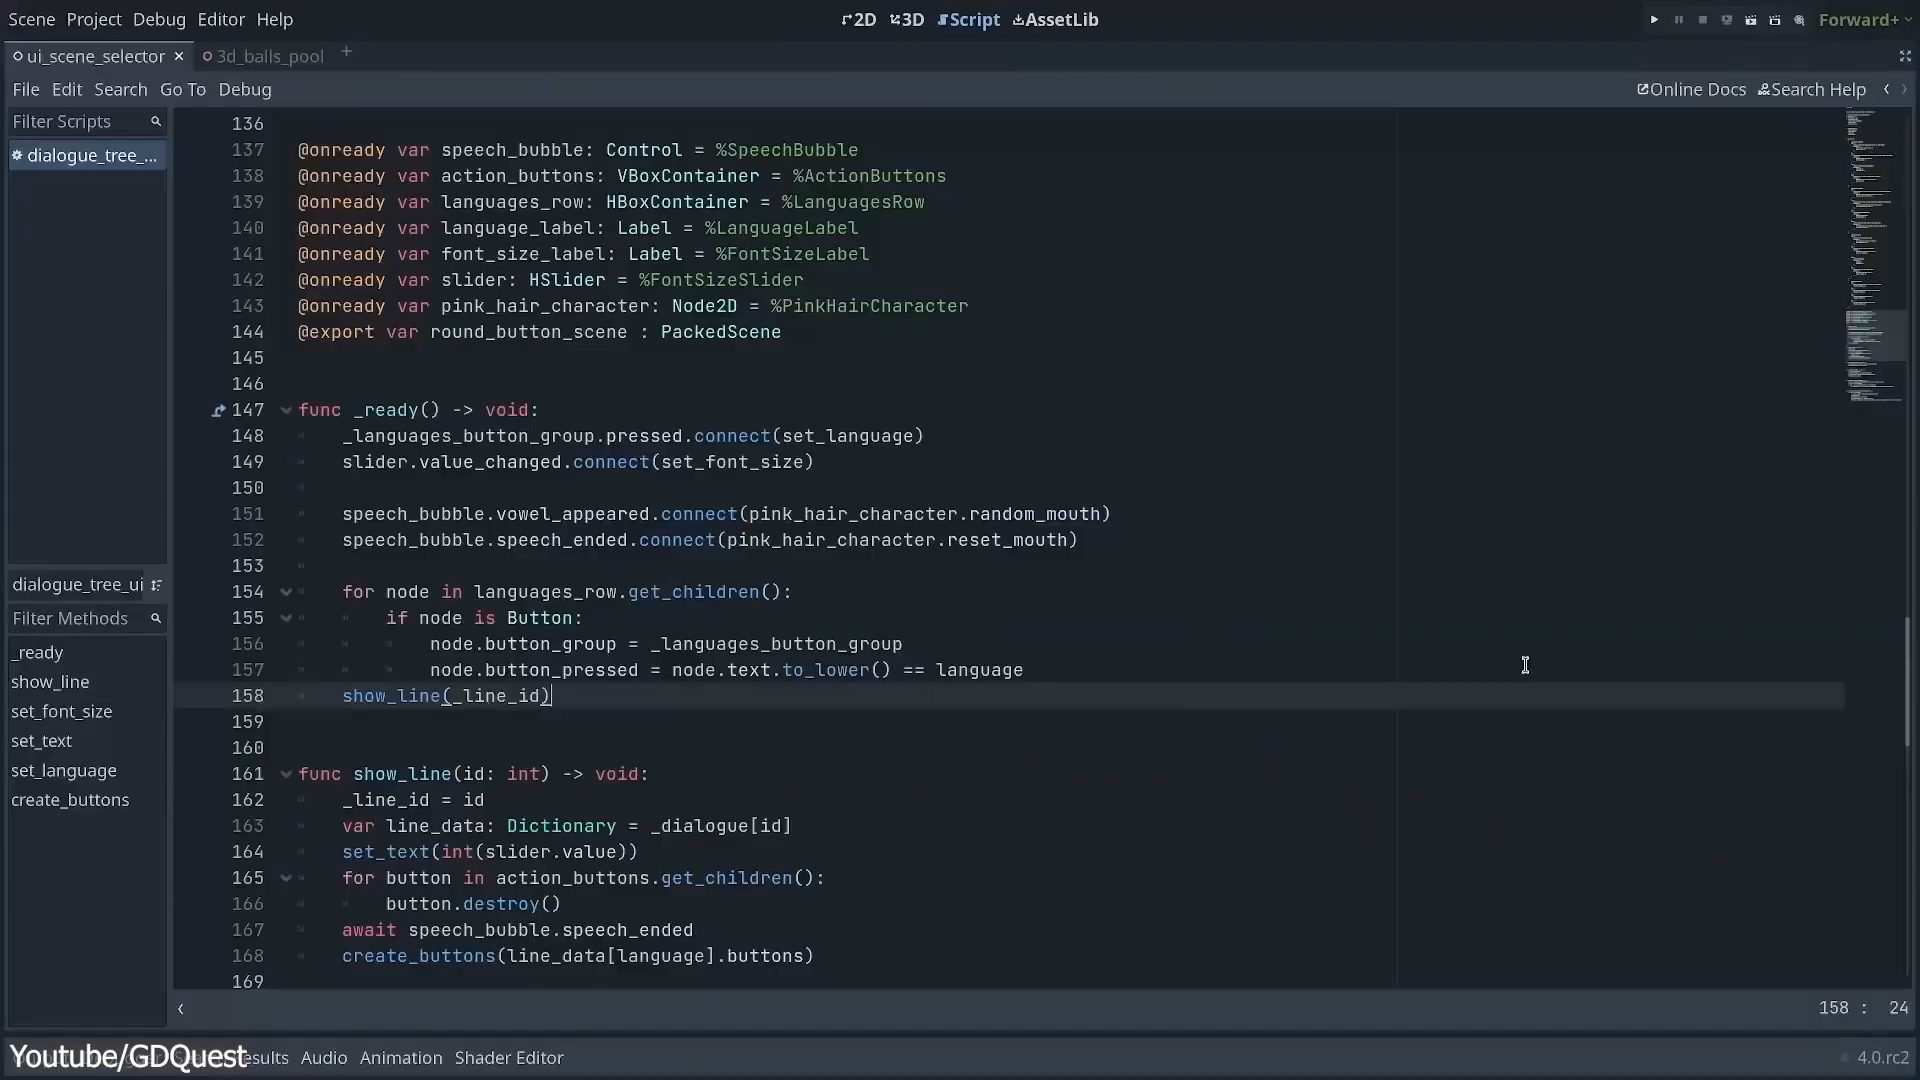 Scene Project Debug Editor Help
2D 3D Script AssetLib
Forward+
ui_scene_selector × 3d_balls_pool +
File Edit Search Go To Debug
Online Docs Search Help
Filter Scripts
dialogue_tree_...
dialogue_tree_ui
Filter Methods
_ready
show_line
set_font_size
set_text
set_language
create_buttons
136
137 @onready var speech_bubble: Control = %SpeechBubble
138 @onready var action_buttons: VBoxContainer = %ActionButtons
139 @onready var languages_row: HBoxContainer = %LanguagesRow
140 @onready var language_label: Label = %LanguageLabel
141 @onready var font_size_label: Label = %FontSizeLabel
142 @onready var slider: HSlider = %FontSizeSlider
143 @onready var pink_hair_character: Node2D = %PinkHairCharacter
144 @export var round_button_scene : PackedScene
145
146
147 func _ready() -> void:
148 _languages_button_group.pressed.connect(set_language)
149 slider.value_changed.connect(set_font_size)
150
151 speech_bubble.vowel_appeared.connect(pink_hair_character.random_mouth)
152 speech_bubble.speech_ended.connect(pink_hair_character.reset_mouth)
153
154 for node in languages_row.get_children():
155 if node is Button:
156 node.button_group = _languages_button_group
157 node.button_pressed = node.text.to_lower() == language
158 show_line(_line_id)
159
160
161 func show_line(id: int) -> void:
162 _line_id = id
163 var line_data: Dictionary = _dialogue[id]
164 set_text(int(slider.value))
165 for button in action_buttons.get_children():
166 button.destroy()
167 await speech_bubble.speech_ended
168 create_buttons(line_data[language].buttons)
169
158 : 24
Youtube/GDQuest
Audio Animation Shader Editor
4.0.rc2